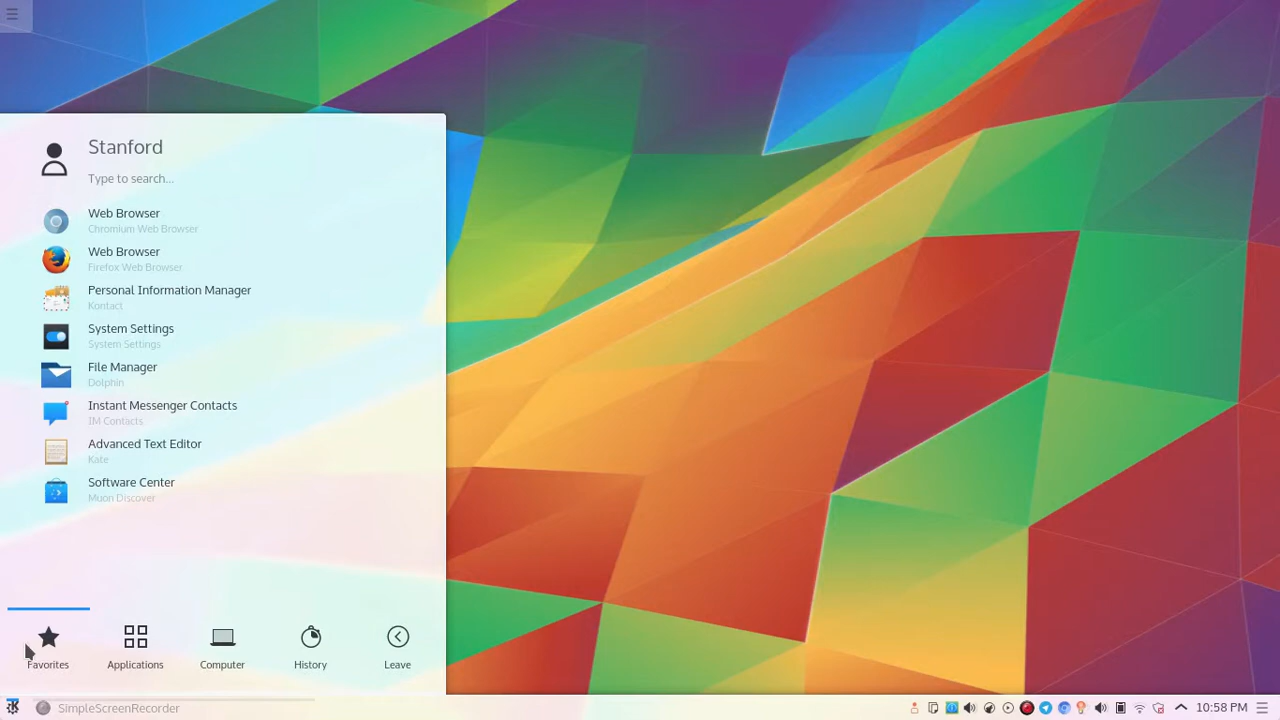 Stanford
Type to search...
Web Browser
Chromium Web Browser
Web Browser
Firefox Web Browser
Personal Information Manager
Kontact
System Settings
System Settings
File Manager
Dolphin
Instant Messenger Contacts
IM Contacts
Advanced Text Editor
Kate
Software Center
Muon Discover
Favorites
Applications
Computer
History
Leave
SimpleScreenRecorder
10:58 PM